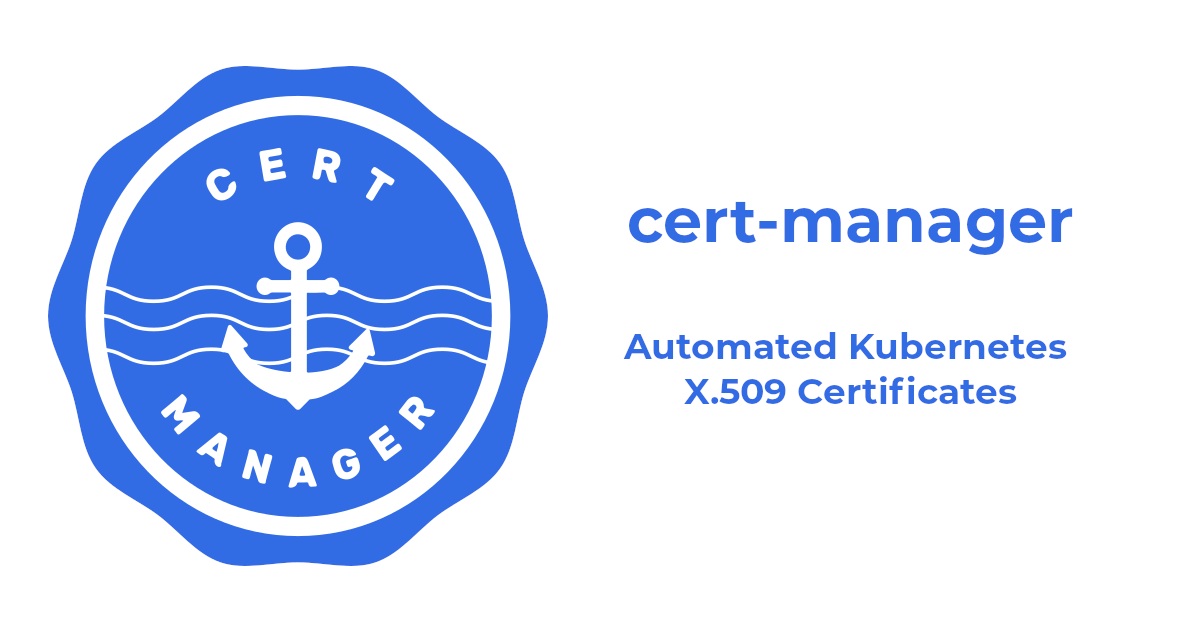 CERT
MANAGER
cert-manager
Automated Kubernetes
X.509 Certificates